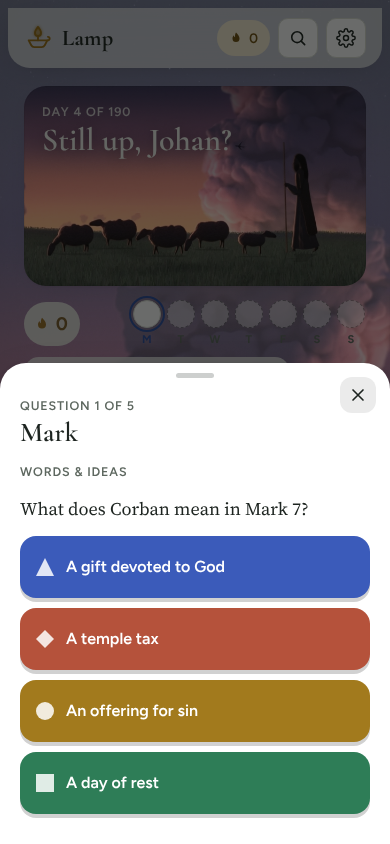 Lamp
0
DAY 4 OF 190
Still up, Johan?
0
M W T S S
QUESTION 1 OF 5
Mark
WORDS & IDEAS
What does Corban mean in Mark 7?
A gift devoted to God
A temple tax
An offering for sin
A day of rest